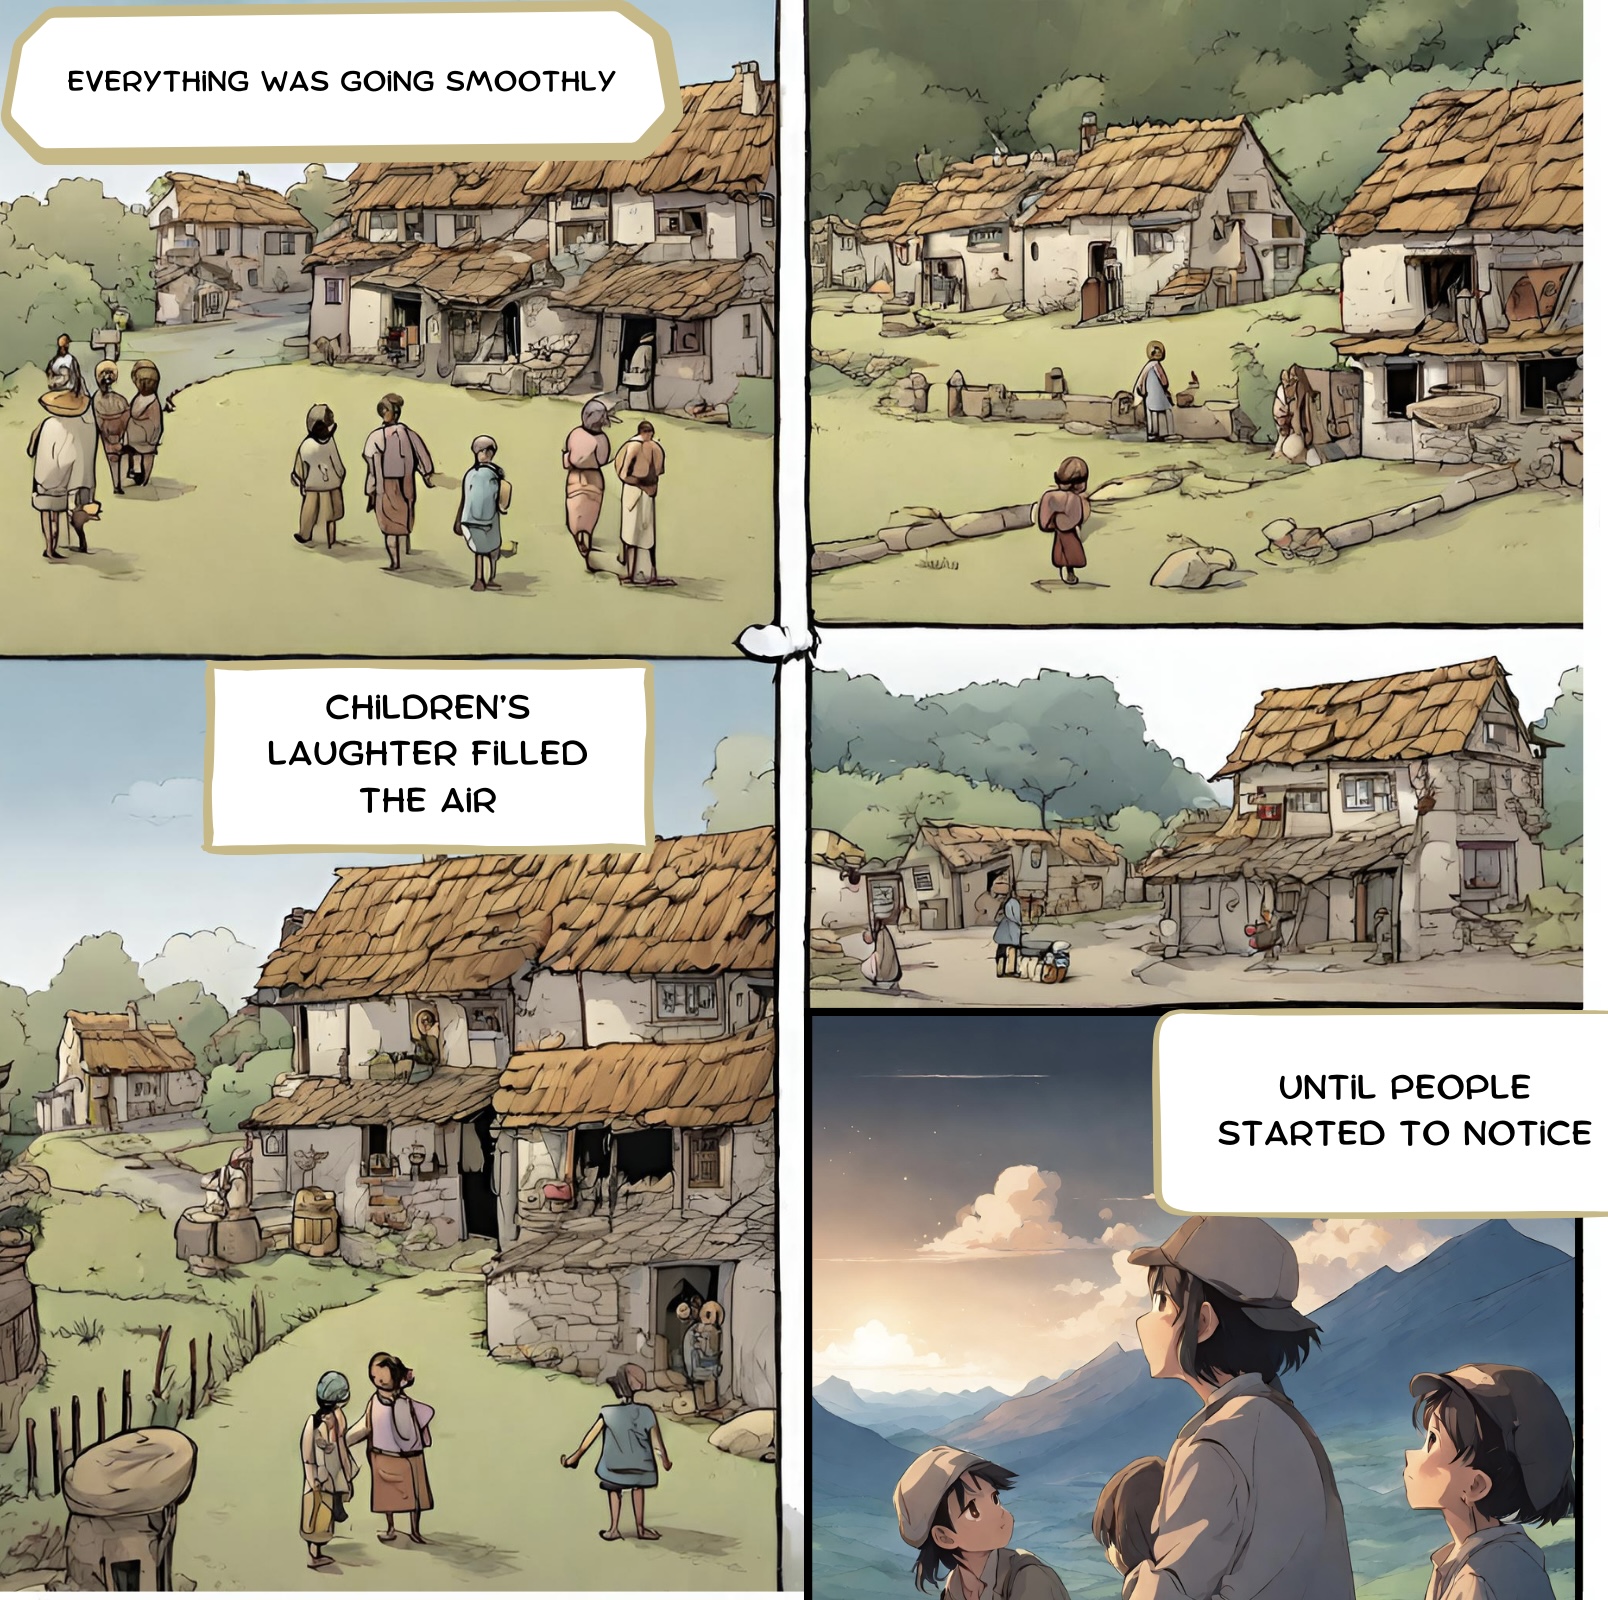 EVERYTHING WAS GOING SMOOTHLY
CHILDREN'S
LAUGHTER FILLED
THE AIR
UNTIL PEOPLE
STARTED TO NOTICE